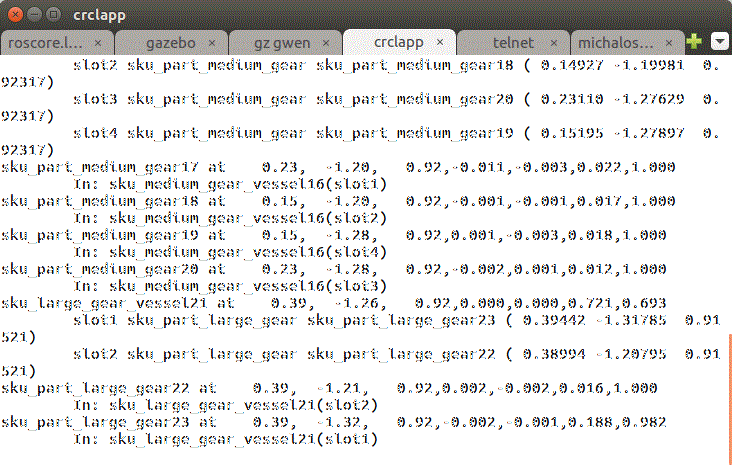 crclapp
roscore.l... × gazebo × gz gwen × crclapp × telnet × michalos... ×
slot2 sku_part_medium_gear sku_part_medium_gear18 ( 0.14927 -1.19981  0.
92317)
slot3 sku_part_medium_gear sku_part_medium_gear20 ( 0.23110 -1.27629  0.
92317)
slot4 sku_part_medium_gear sku_part_medium_gear19 ( 0.15195 -1.27897  0.
92317)
sku_part_medium_gear17 at    0.23,  -1.20,   0.92,-0.011,-0.003,0.022,1.000
In: sku_medium_gear_vessel16(slot1)
sku_part_medium_gear18 at    0.15,  -1.20,   0.92,-0.001,-0.001,0.017,1.000
In: sku_medium_gear_vessel16(slot2)
sku_part_medium_gear19 at    0.15,  -1.28,   0.92,0.001,-0.003,0.018,1.000
In: sku_medium_gear_vessel16(slot4)
sku_part_medium_gear20 at    0.23,  -1.28,   0.92,-0.002,0.001,0.012,1.000
In: sku_medium_gear_vessel16(slot3)
sku_large_gear_vessel21 at    0.39,  -1.26,   0.92,0.000,0.000,0.721,0.693
slot1 sku_part_large_gear sku_part_large_gear23 ( 0.39442 -1.31785  0.91
521)
slot2 sku_part_large_gear sku_part_large_gear22 ( 0.38994 -1.20795  0.91
521)
sku_part_large_gear22 at    0.39,  -1.21,   0.92,0.002,-0.002,0.016,1.000
In: sku_large_gear_vessel21(slot2)
sku_part_large_gear23 at    0.39,  -1.32,   0.92,-0.002,-0.001,0.188,0.982
In: sku_large_gear_vessel21(slot1)